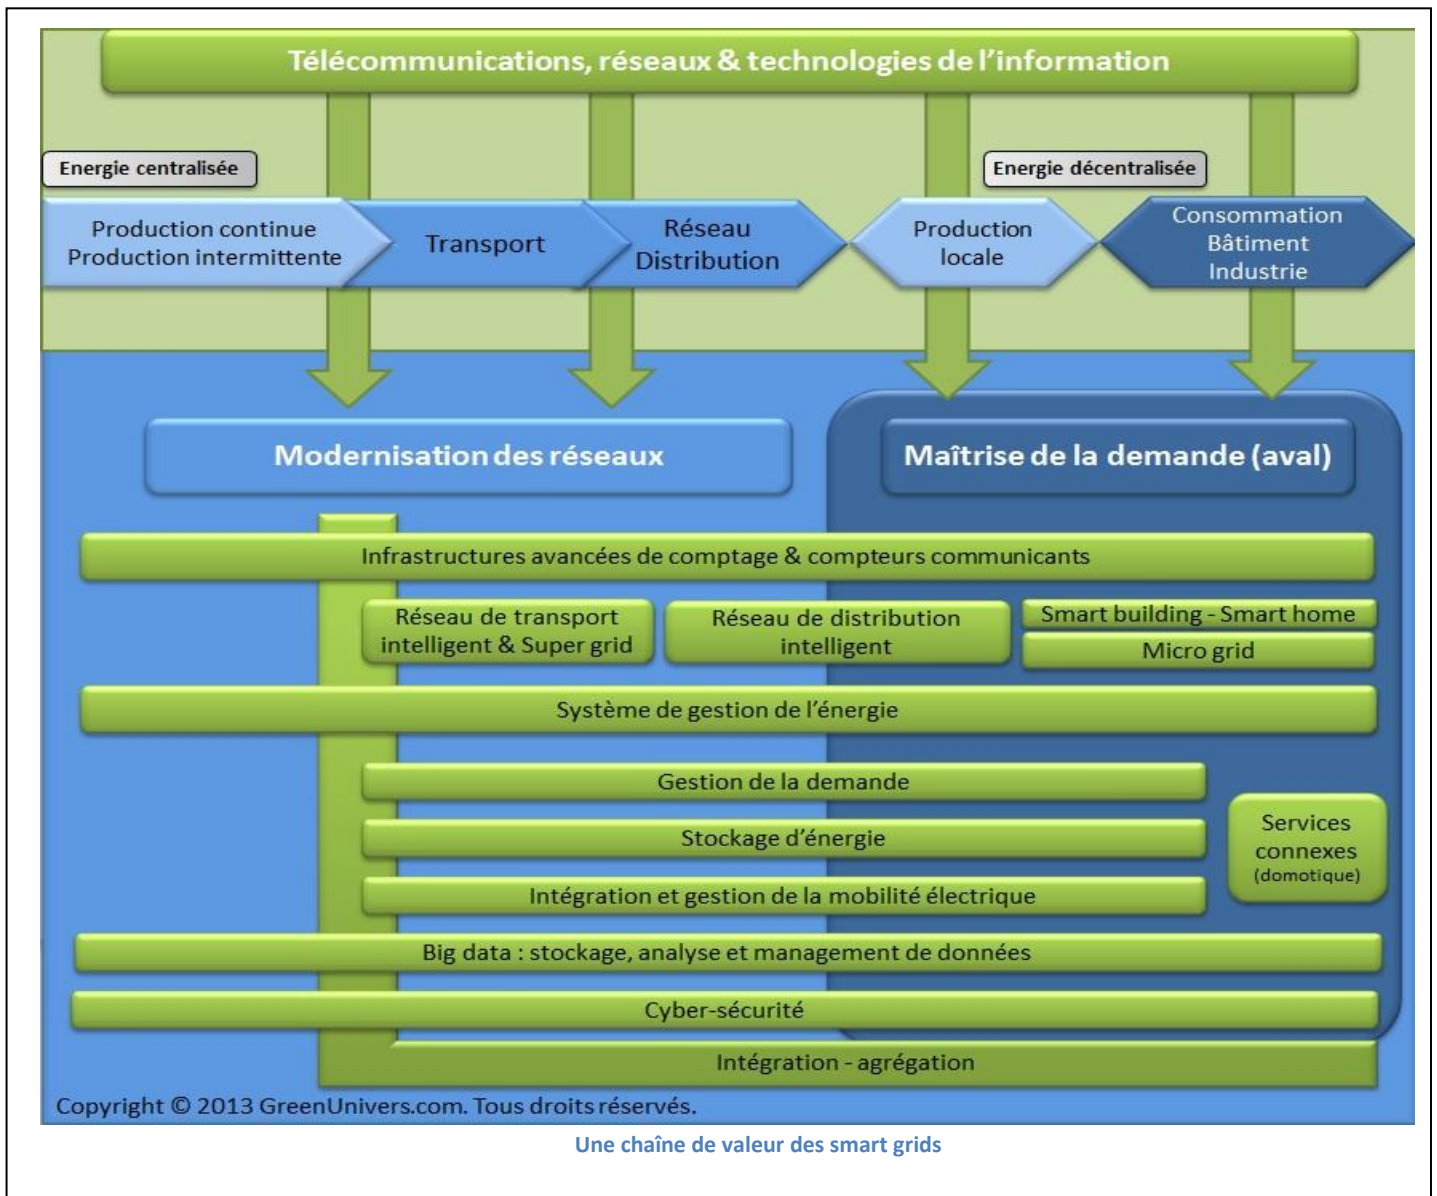 Télécommunications, réseaux & technologies de l’information
Energie centralisée
Energie décentralisée
Production continue
Production intermittente
Transport
Réseau
Distribution
Production
locale
Consommation
Bâtiment
Industrie
Modernisation des réseaux
Maîtrise de la demande (aval)
Infrastructures avancées de comptage & compteurs communicants
Réseau de transport
intelligent & Super grid
Réseau de distribution
intelligent
Smart building - Smart home
Micro grid
Système de gestion de l’énergie
Gestion de la demande
Stockage d’énergie
Intégration et gestion de la mobilité électrique
Services
connexes
(domotique)
Big data : stockage, analyse et management de données
Cyber-sécurité
Intégration - agrégation
Copyright © 2013 GreenUnivers.com. Tous droits réservés.
Une chaîne de valeur des smart grids